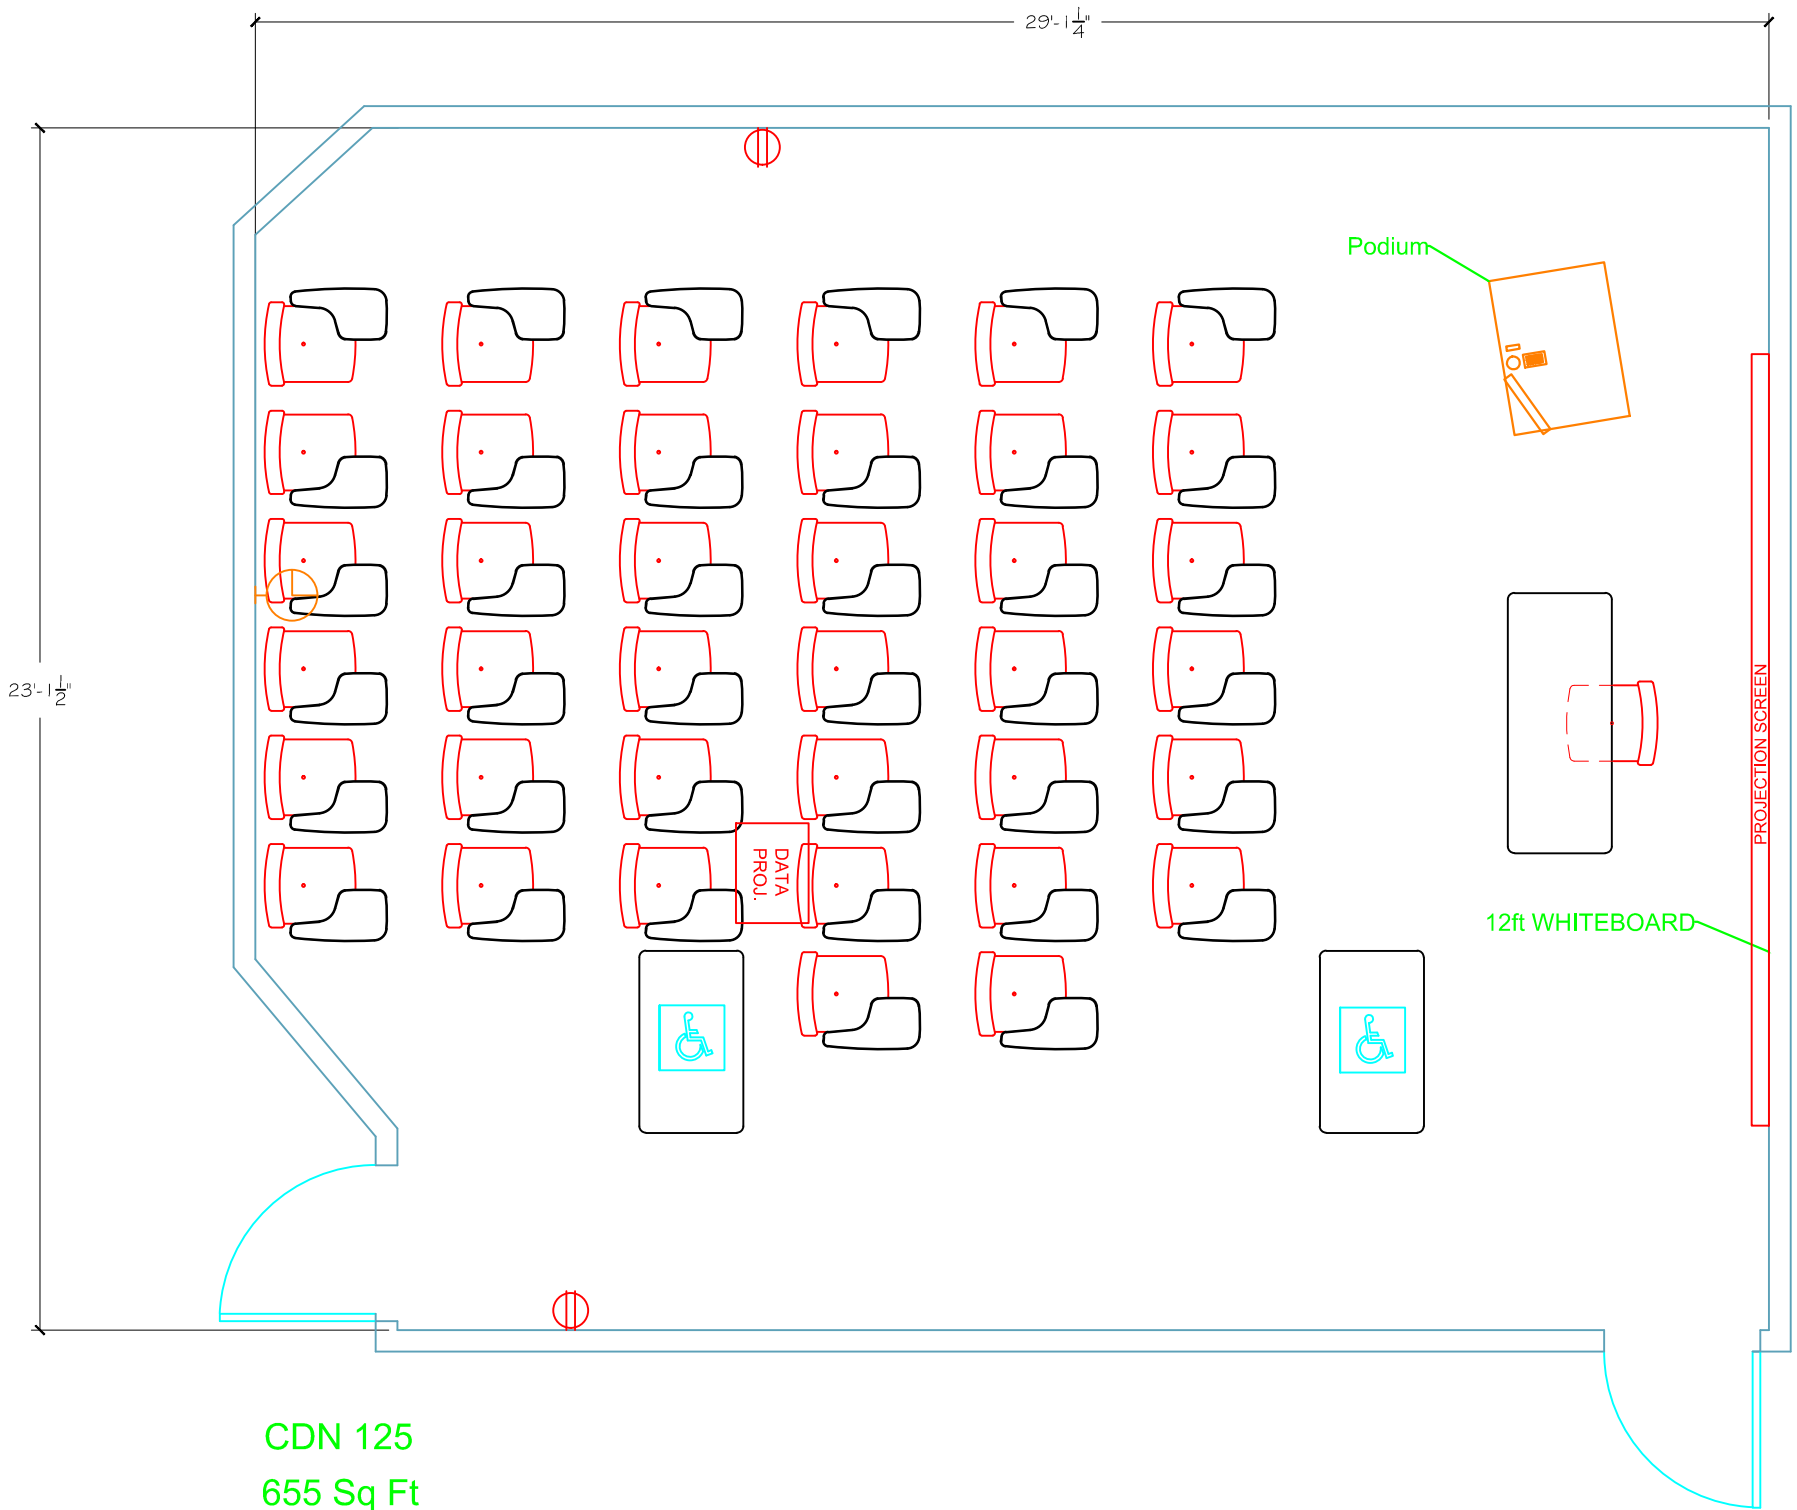 29'-1 1/4"
Podium
23'-1 1/2"
PROJECTION SCREEN
DATA
PROJ.
12ft WHITEBOARD
CDN 125
655 Sq Ft